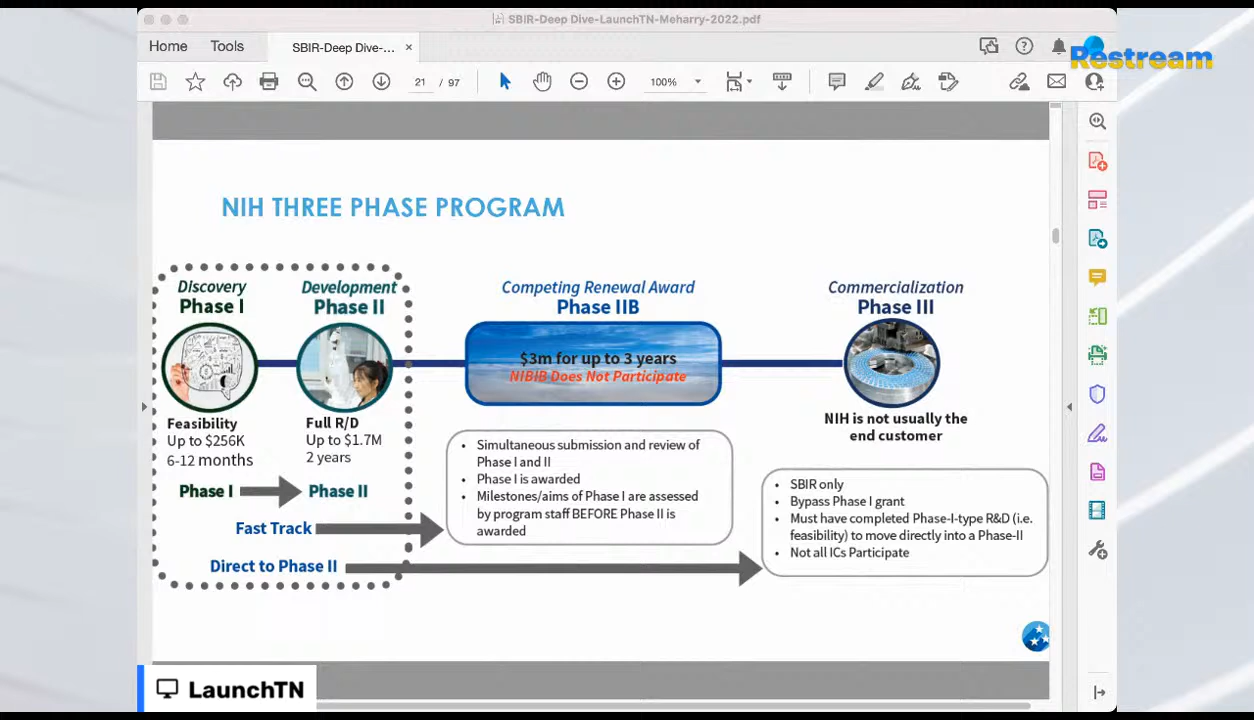 SBIR-Deep Dive-LaunchTN-Meharry-2022.pdf
Home
Tools
SBIR-Deep Dive-... ×
Restream
21 / 97
100%
NIH THREE PHASE PROGRAM
Discovery
Phase I
Development
Phase II
Competing Renewal Award
Phase IIB
Commercialization
Phase III
$3m for up to 3 years
NIBIB Does Not Participate
Feasibility
Up to $256K
6-12 months
Full R/D
Up to $1.7M
2 years
NIH is not usually the
end customer
Phase I
Phase II
Fast Track
Direct to Phase II
• Simultaneous submission and review of
Phase I and II
• Phase I is awarded
• Milestones/aims of Phase I are assessed
by program staff BEFORE Phase II is
awarded
• SBIR only
• Bypass Phase I grant
• Must have completed Phase-I-type R&D (i.e.
feasibility) to move directly into a Phase-II
• Not all ICs Participate
LaunchTN